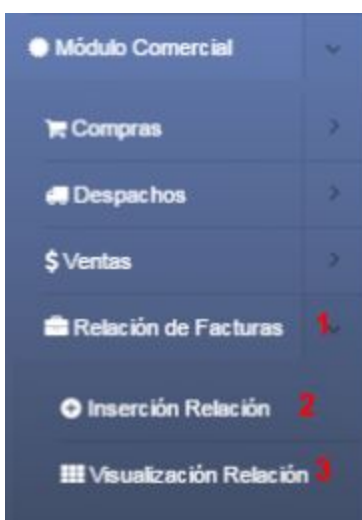 Módulo Comercial
Compras
Despachos
$ Ventas
Relación de Facturas 1
Inserción Relación 2
Visualización Relación 3